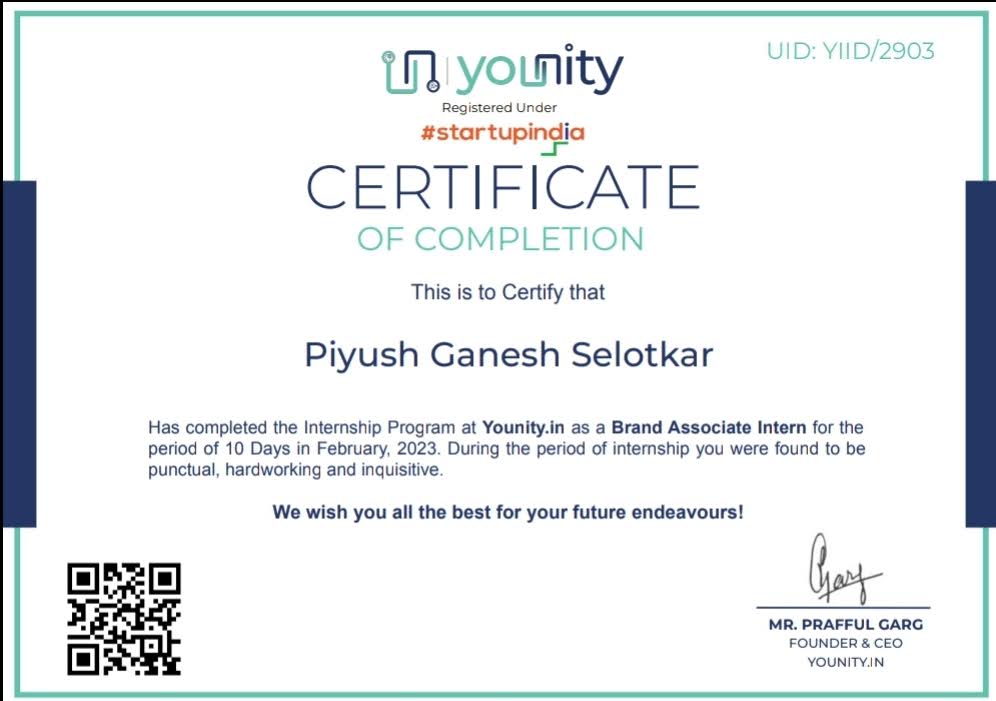 UID: YIID/2903
younity
Registered Under
#startupindia
CERTIFICATE
OF COMPLETION
This is to Certify that
Piyush Ganesh Selotkar
Has completed the Internship Program at Younity.in as a Brand Associate Intern for the
period of 10 Days in February, 2023. During the period of internship you were found to be
punctual, hardworking and inquisitive.
We wish you all the best for your future endeavours!
Garg
MR. PRAFFUL GARG
FOUNDER & CEO
YOUNITY.IN